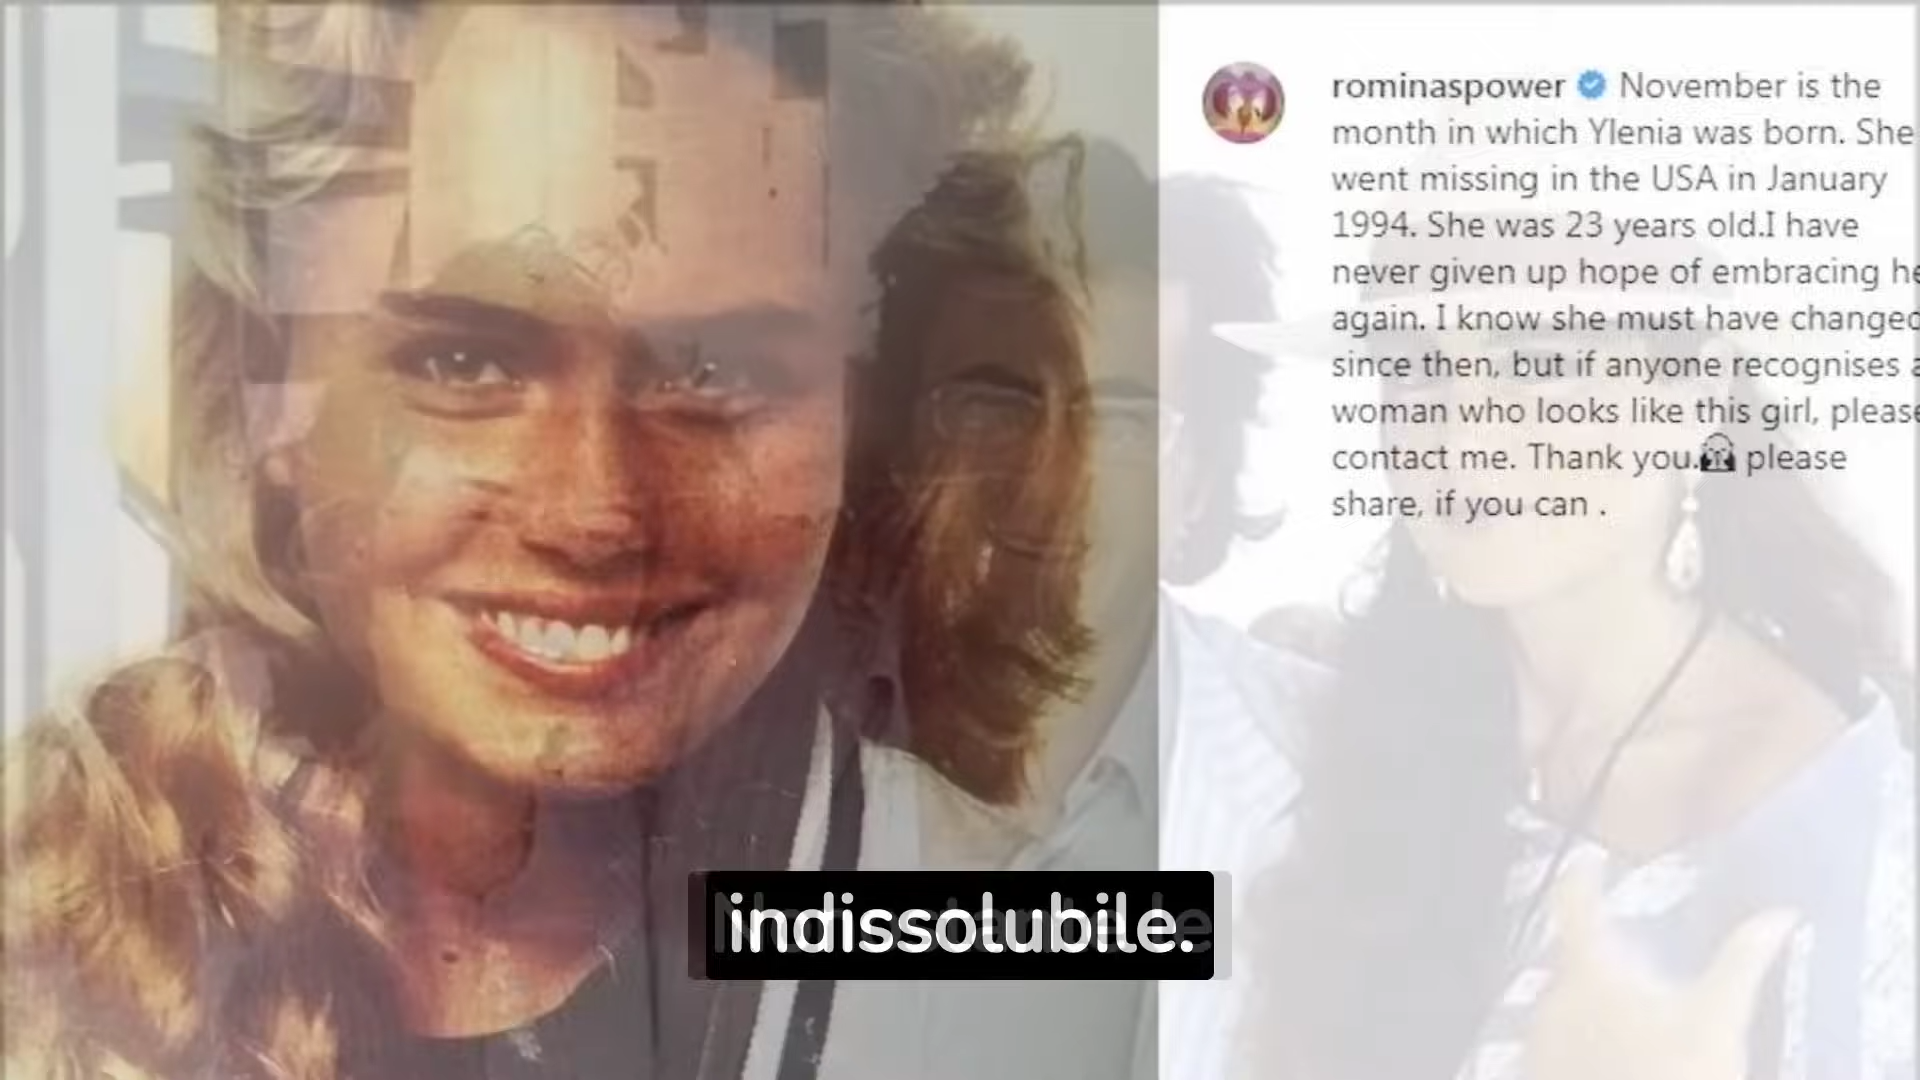 rominaspower November is the
month in which Ylenia was born. She
went missing in the USA in January
1994. She was 23 years old.I have
never given up hope of embracing he
again. I know she must have changed
since then, but if anyone recognises a
woman who looks like this girl, please
contact me. Thank you. please
share, if you can .
indissolubile.